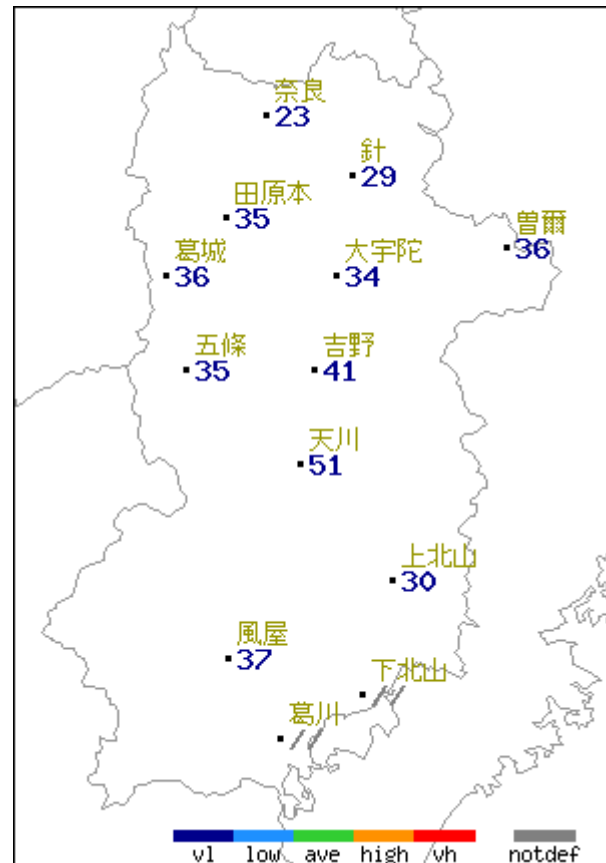 奈良
23
針
29
田原本
35
曽爾
36
葛城
36
大宇陀
34
五條
35
吉野
41
天川
51
上北山
30
風屋
37
下北山
//
葛川
//
vl low ave high vh notdef